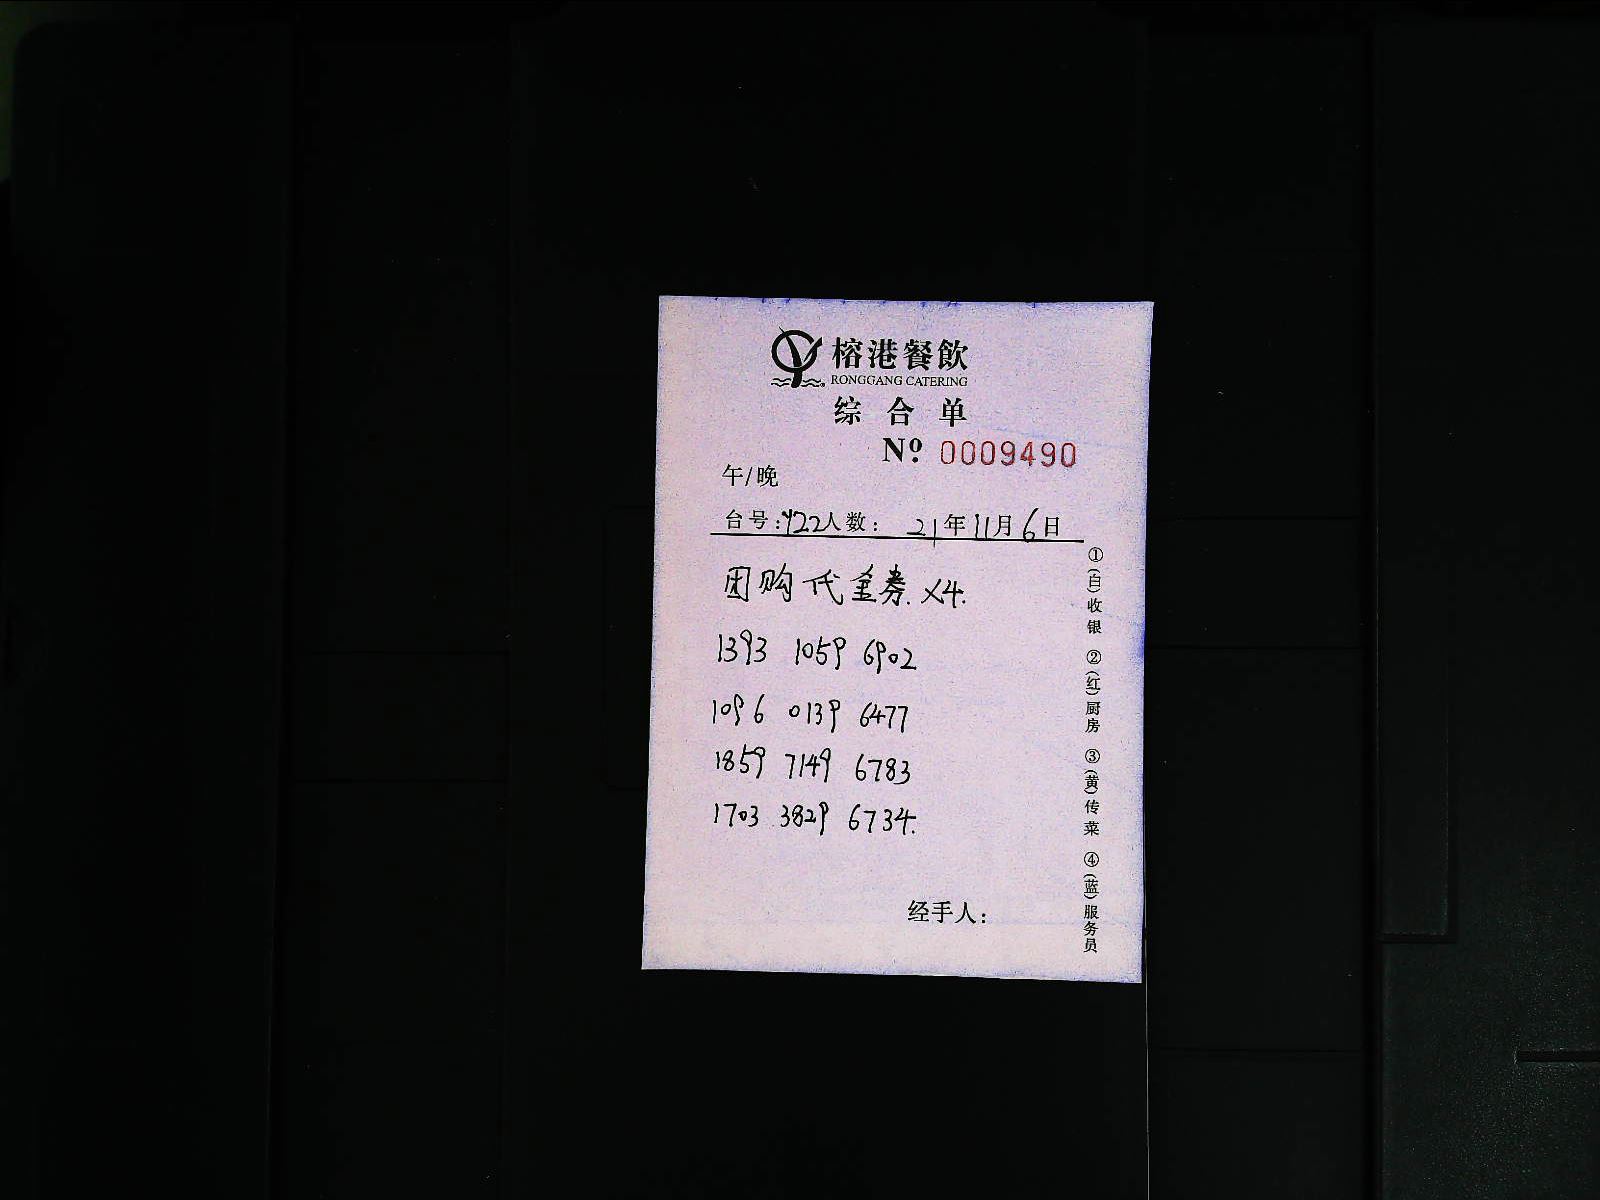 榕港餐飲
RONGGANG CATERING
综合单
Nº 0009490
午/晚
台号:Y22人数: 21年11月6日
团购代金券.X4.
1393 1059 6902
1096 0139 6477
1859 7149 6783
1703 3829 6734.
经手人:
①(白)收银 ②(红)厨房 ③(黄)传菜 ④(蓝)服务员